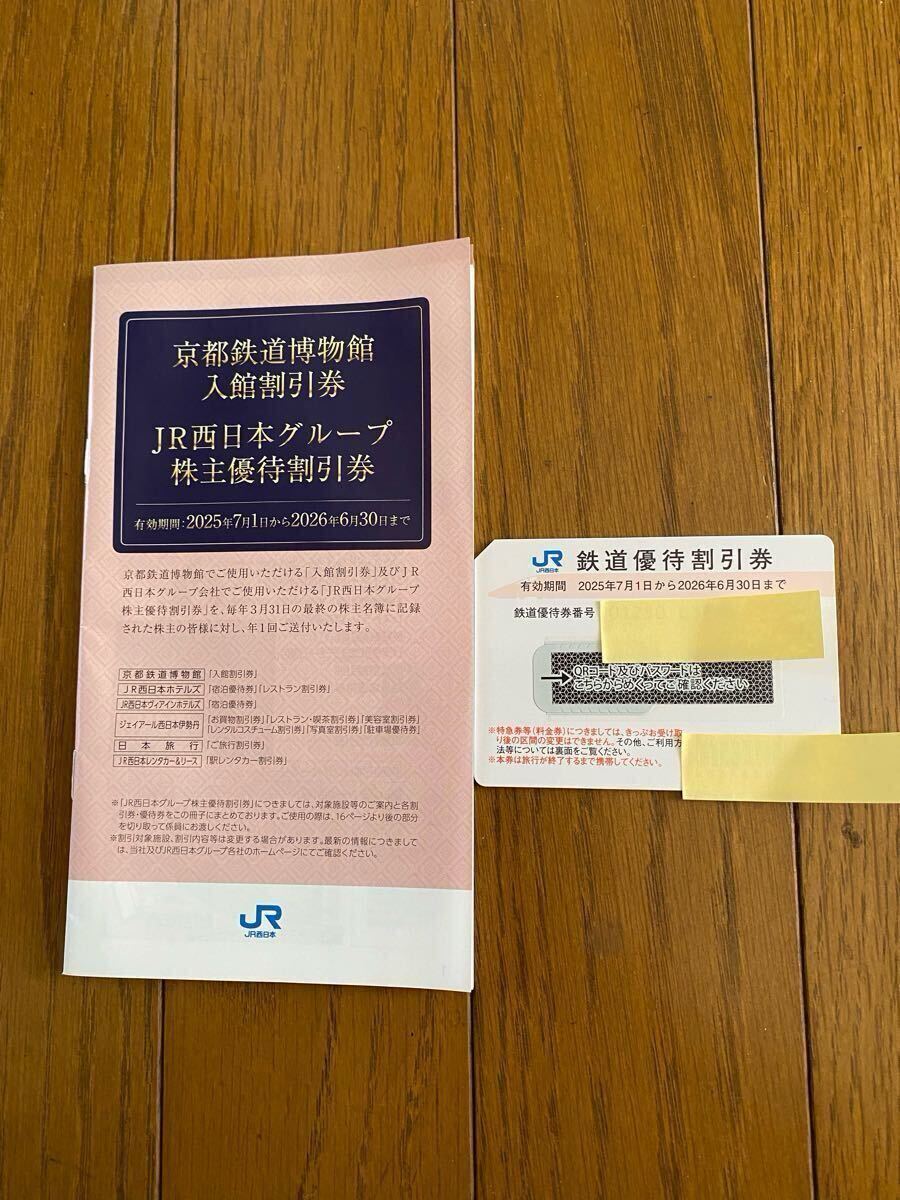 京都鉄道博物館
入館割引券
JR西日本グループ
株主優待割引券
有効期間:2025年7月1日から2026年6月30日まで
京都鉄道博物館でご使用いただける「入館割引券」及びJR
西日本グループ会社でご使用いただける「JR西日本グループ
株主優待割引券」を、毎年3月31日の最終の株主名簿に記録
された株主の皆様に対し、年1回ご送付いたします。
京都鉄道博物館 「入館割引券」
JR西日本ホテルズ 「宿泊優待券」「レストラン割引券」
JR西日本ヴィアインホテルズ 「宿泊優待券」
ジェイアール西日本伊勢丹 「お買物割引券」「レストラン・喫茶割引券」「美容室割引券」
「レンタルコスチューム割引券」「写真室割引券」「駐車場優待券」
日本旅行 「ご旅行割引券」
JR西日本レンタカー&リース 「駅レンタカー割引券」
※「JR西日本グループ株主優待割引券」につきましては、対象施設等のご案内と各割
引券・優待券をこの冊子にまとめております。ご使用の際は、16ページより後の部分
を切り取って係員にお渡しください。
※割引対象施設、割引内容等は変更する場合があります。最新の情報につきまして
は、当社及びJR西日本グループ各社のホームページにてご確認ください。
JR
JR西日本
JR
JR西日本
鉄道優待割引券
有効期間 2025年7月1日から2026年6月30日まで
鉄道優待券番号
QRコード及びパスワードは
こちらからめくってご確認ください
※特急券等(料金券)につきましては、きっぷお受け取
り後の区間の変更はできません。その他、ご利用方
法等については裏面をご覧ください。
※本券は旅行が終了するまで携帯してください。